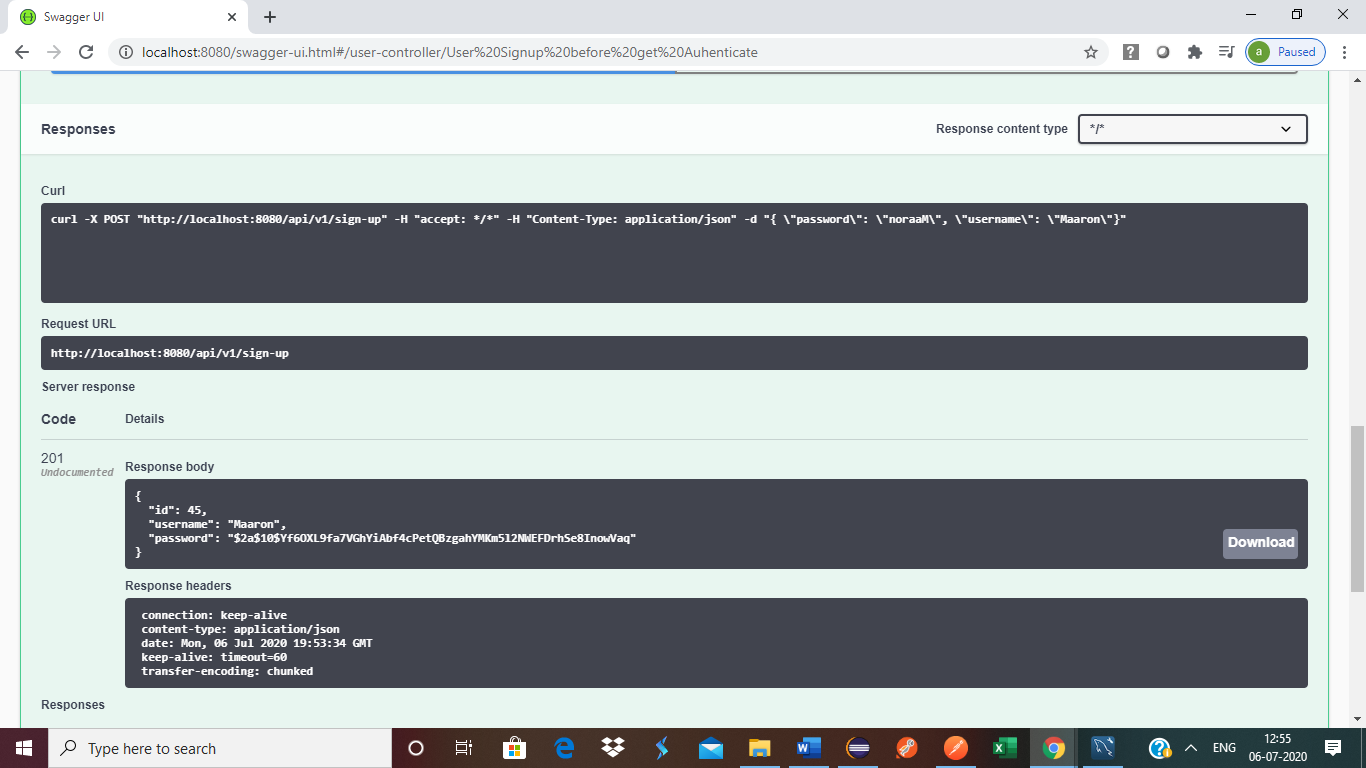 Swagger UI
localhost:8080/swagger-ui.html#/user-controller/User%20Signup%20before%20get%20Auhenticate
a Paused
Responses
Response content type */*
Curl
curl -X POST "http://localhost:8080/api/v1/sign-up" -H "accept: */*" -H "Content-Type: application/json" -d "{ \"password\": \"noraaM\", \"username\": \"Maaron\"}"
Request URL
http://localhost:8080/api/v1/sign-up
Server response
Code Details
201
Undocumented
Response body
{
"id": 45,
"username": "Maaron",
"password": "$2a$10$Yf6OXL9fa7VGhYiAbf4cPetQBzgahYMKm5l2NWEFDrhSe8InowVaq"
}
Download
Response headers
connection: keep-alive
content-type: application/json
date: Mon, 06 Jul 2020 19:53:34 GMT
keep-alive: timeout=60
transfer-encoding: chunked
Responses
Type here to search
ENG
12:55
06-07-2020